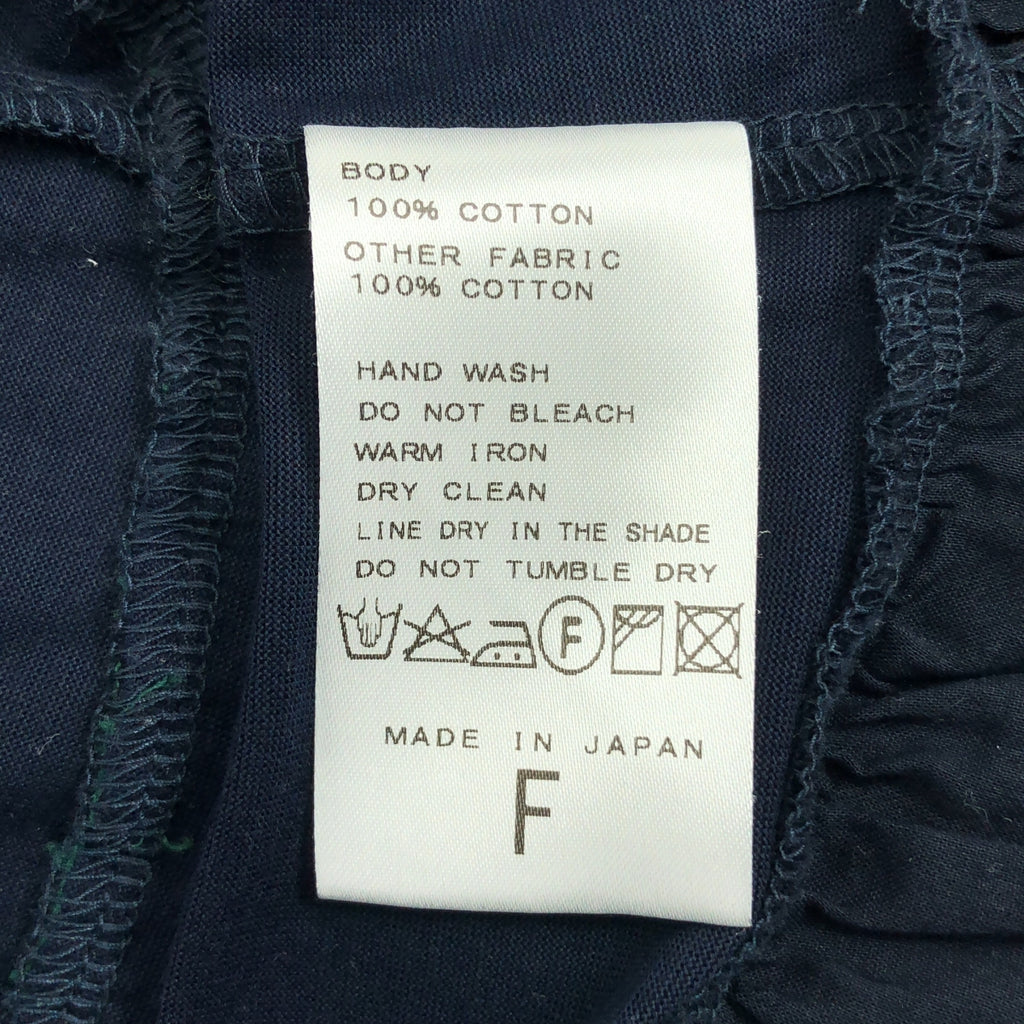 BODY
100% COTTON
OTHER FABRIC
100% COTTON
HAND WASH
DO NOT BLEACH
WARM IRON
DRY CLEAN
LINE DRY IN THE SHADE
DO NOT TUMBLE DRY
F
MADE IN JAPAN
F